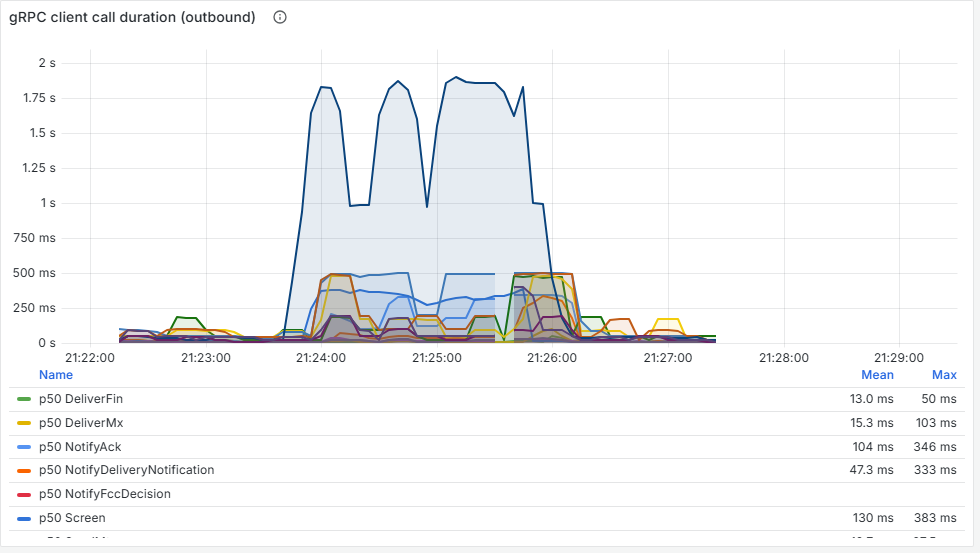 gRPC client call duration (outbound)
2 s
1.75 s
1.5 s
1.25 s
1 s
750 ms
500 ms
250 ms
0 s
21:22:00 21:23:00 21:24:00 21:25:00 21:26:00 21:27:00 21:28:00 21:29:00
Name Mean Max
p50 DeliverFin 13.0 ms 50 ms
p50 DeliverMx 15.3 ms 103 ms
p50 NotifyAck 104 ms 346 ms
p50 NotifyDeliveryNotification 47.3 ms 333 ms
p50 NotifyFccDecision
p50 Screen 130 ms 383 ms